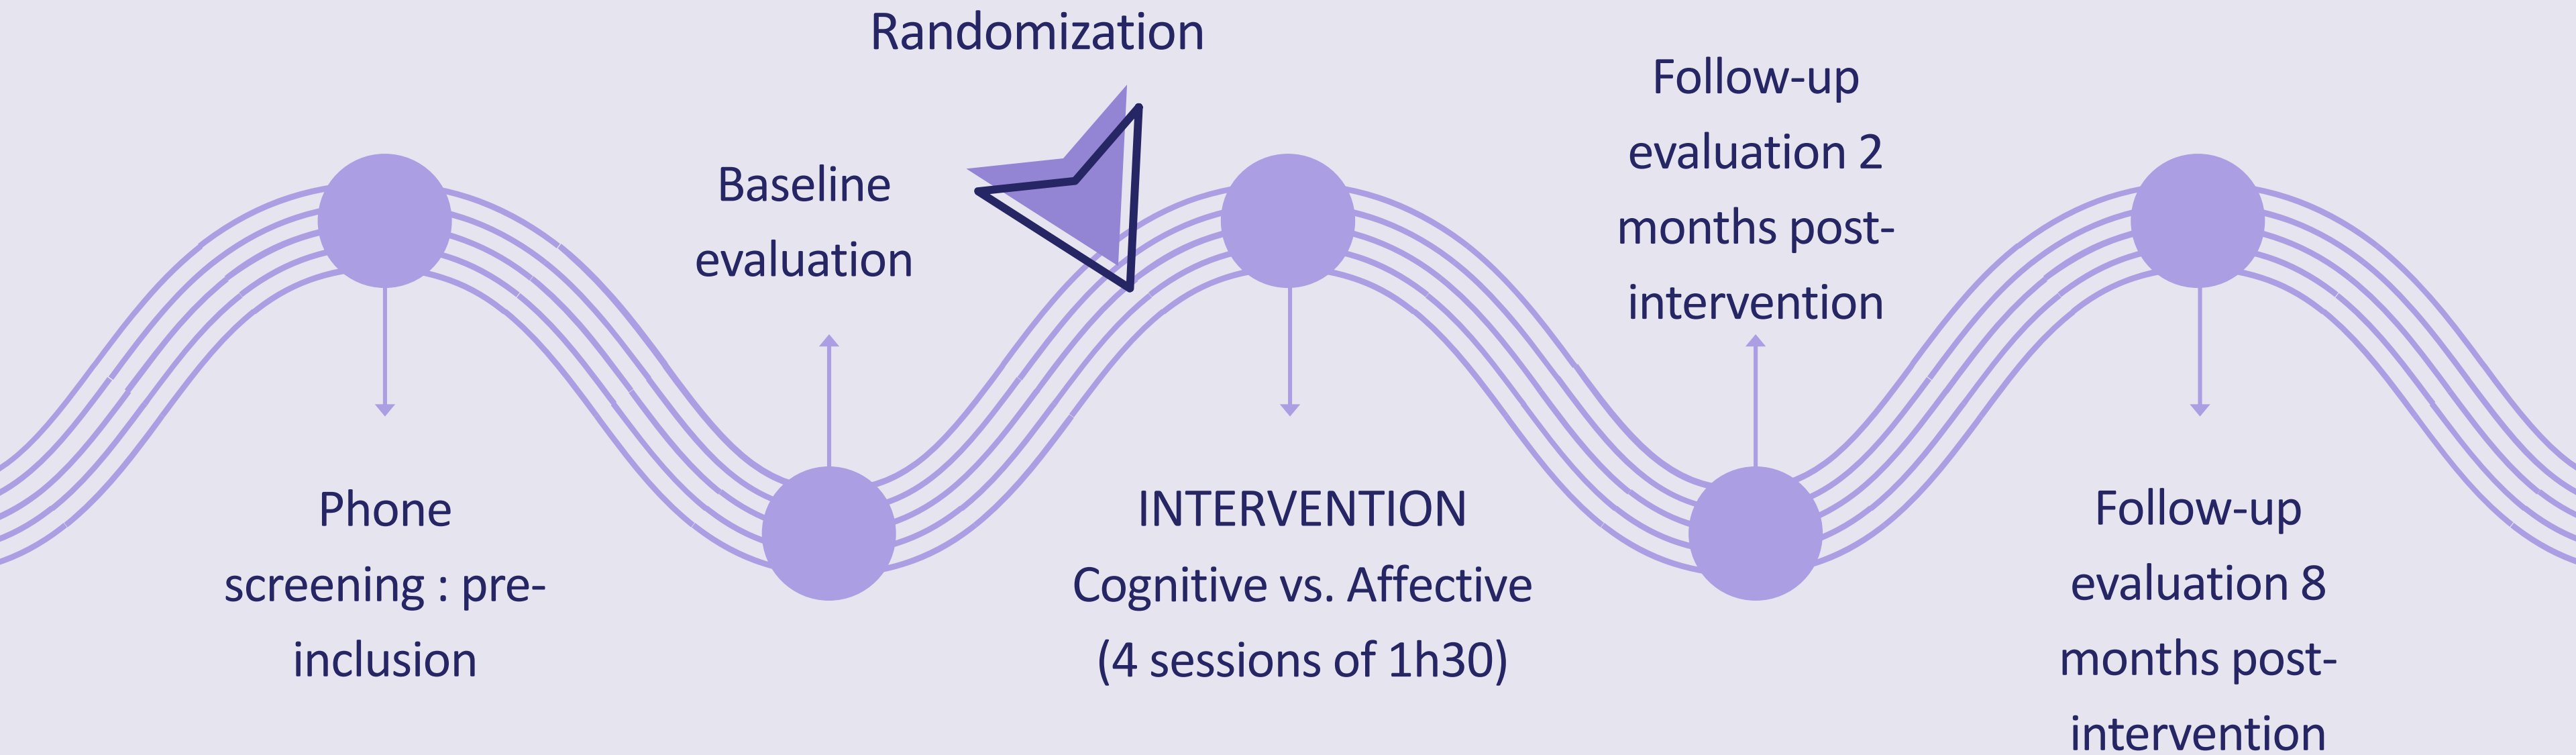 Phone
screening : pre-
inclusion
Baseline
evaluation
Randomization
INTERVENTION
Cognitive vs. Affective
(4 sessions of 1h30)
Follow-up
evaluation 2
months post-
intervention
Follow-up
evaluation 8
months post-
intervention